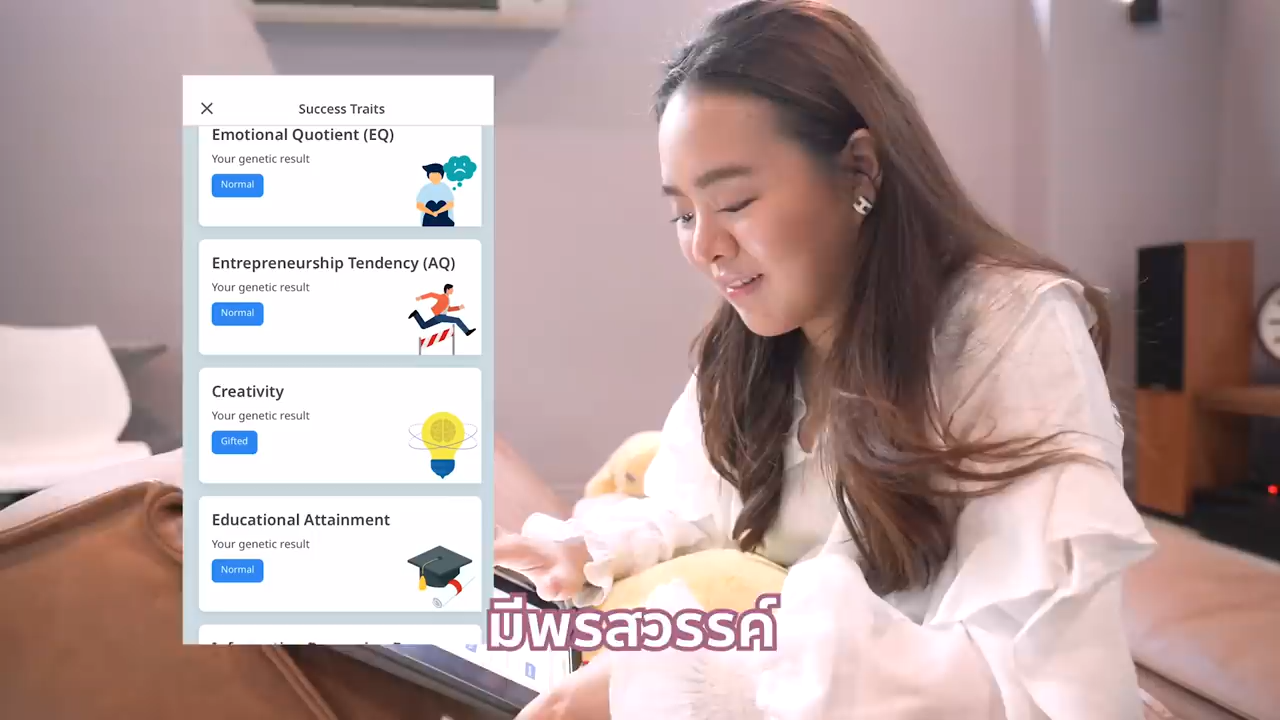 Success Traits
Emotional Quotient (EQ)
Your genetic result
Normal
Entrepreneurship Tendency (AQ)
Your genetic result
Normal
Creativity
Your genetic result
Gifted
Educational Attainment
Your genetic result
Normal
มีพรสวรรค์